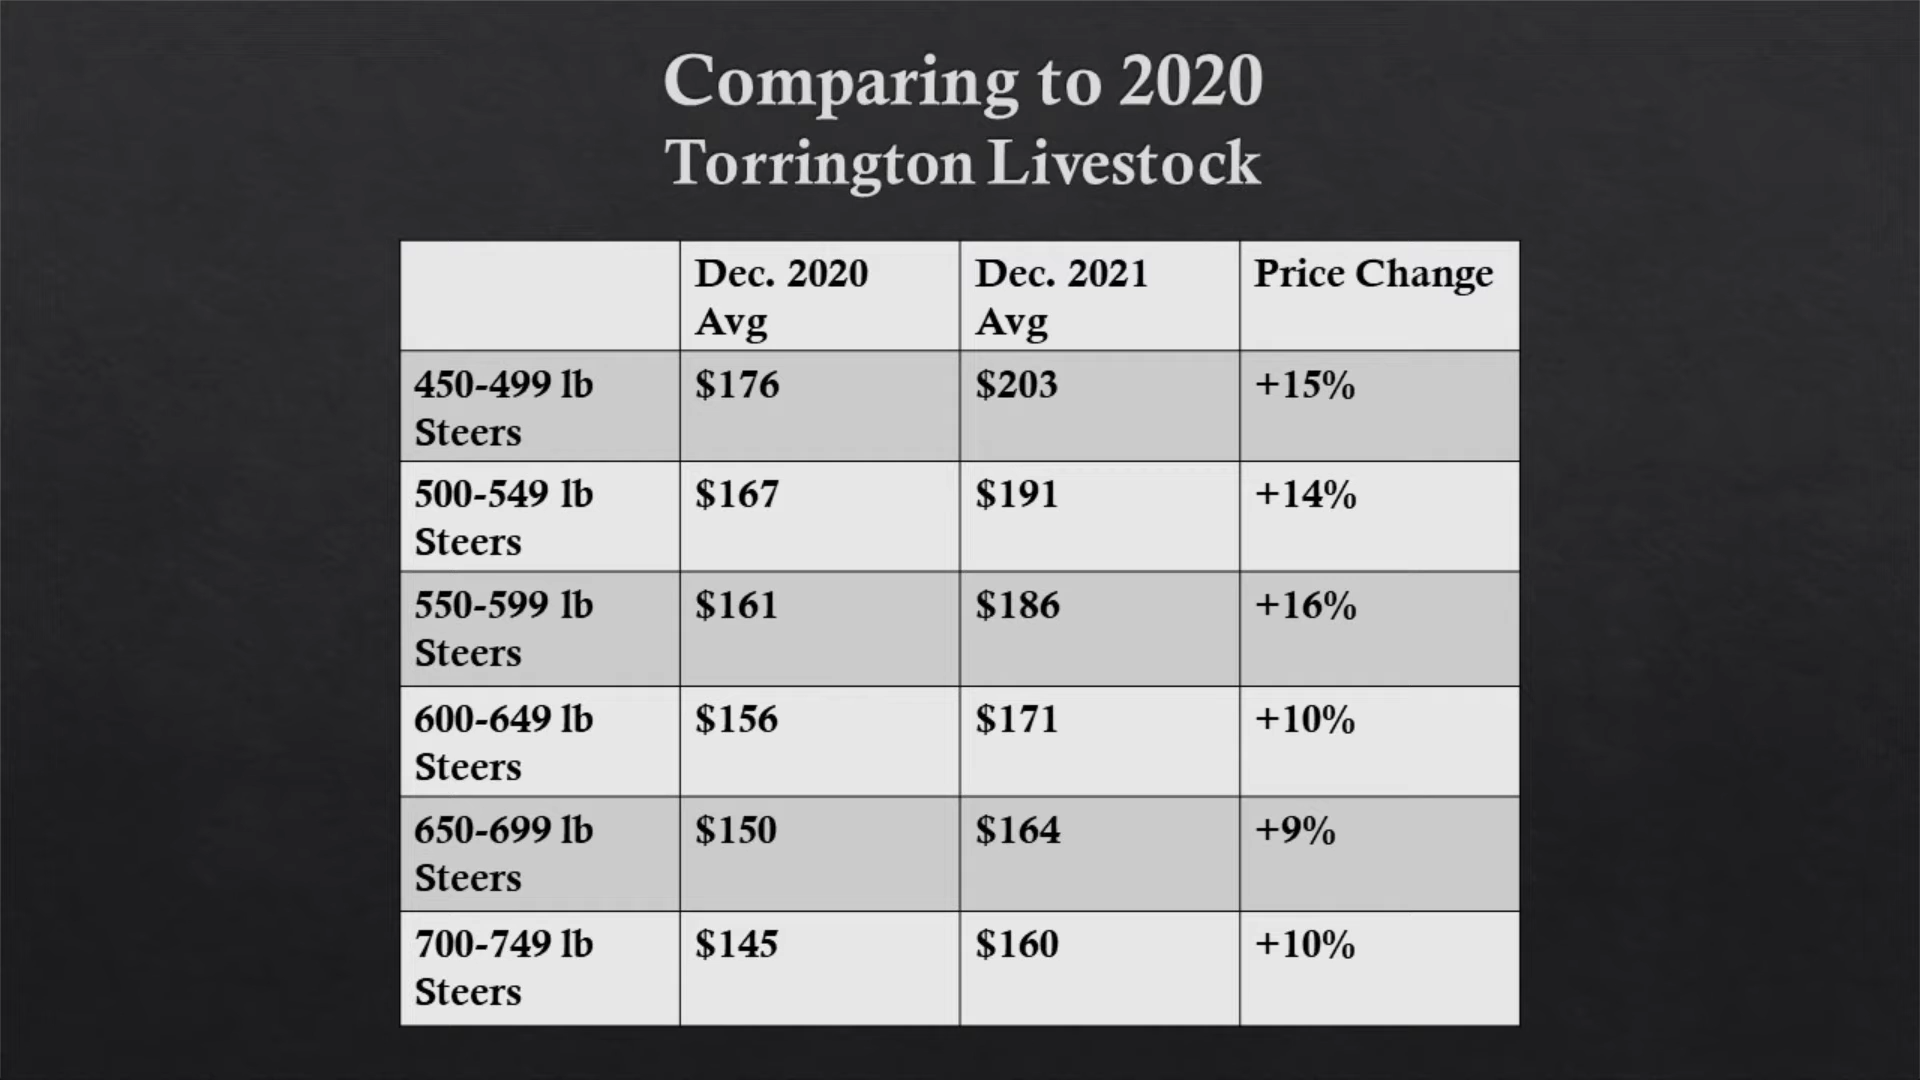 Comparing to 2020
Torrington Livestock
Dec. 2020 Avg
Dec. 2021 Avg
Price Change
450-499 lb Steers
$176
$203
+15%
500-549 lb Steers
$167
$191
+14%
550-599 lb Steers
$161
$186
+16%
600-649 lb Steers
$156
$171
+10%
650-699 lb Steers
$150
$164
+9%
700-749 lb Steers
$145
$160
+10%